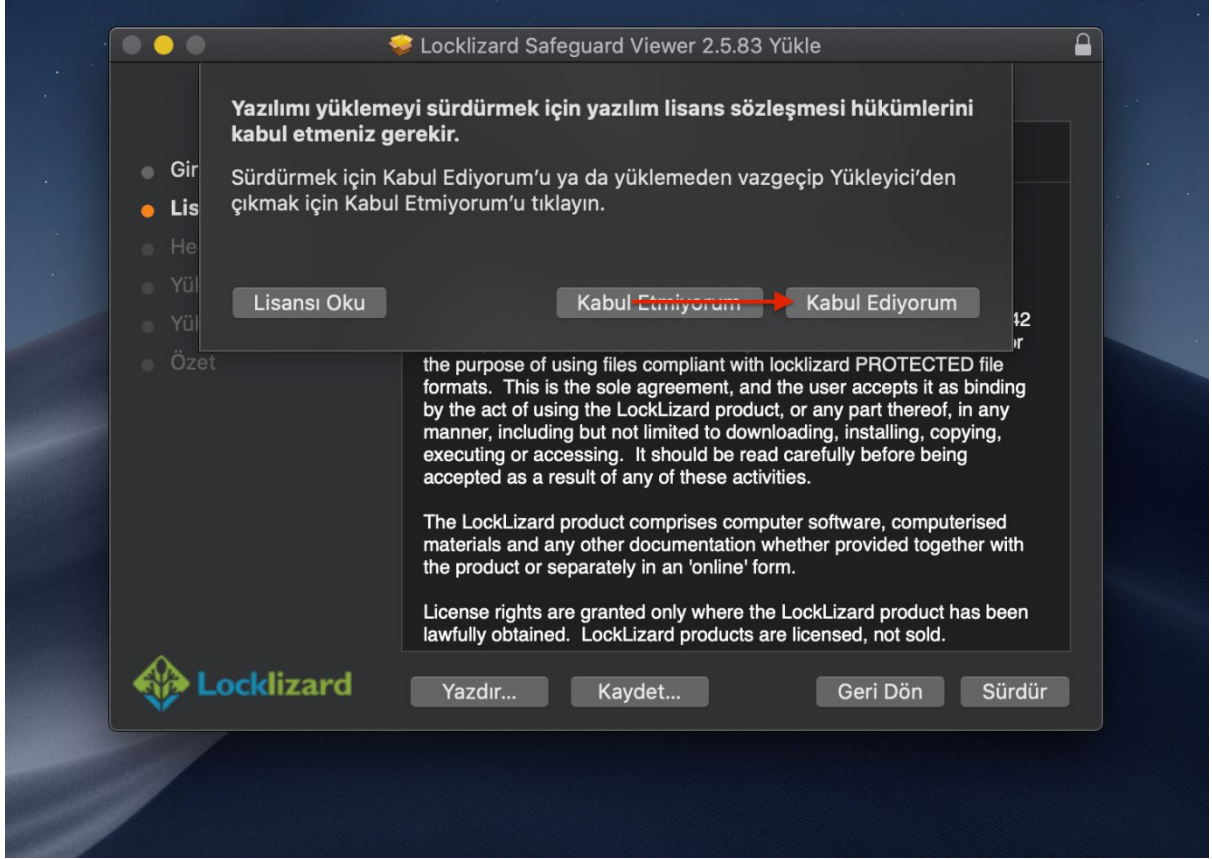 Locklizard Safeguard Viewer 2.5.83 Yükle
Yazılımı yüklemeyi sürdürmek için yazılım lisans sözleşmesi hükümlerini
kabul etmeniz gerekir.
Sürdürmek için Kabul Ediyorum’u ya da yüklemeden vazgeçip Yükleyici’den
çıkmak için Kabul Etmiyorum’u tıklayın.
Lisansı Oku
Kabul Etmiyorum
Kabul Ediyorum
Gir
Lis
He
Yük
Yük
Özet
42
the purpose of using files compliant with locklizard PROTECTED file
formats. This is the sole agreement, and the user accepts it as binding
by the act of using the LockLizard product, or any part thereof, in any
manner, including but not limited to downloading, installing, copying,
executing or accessing. It should be read carefully before being
accepted as a result of any of these activities.
The LockLizard product comprises computer software, computerised
materials and any other documentation whether provided together with
the product or separately in an 'online' form.
License rights are granted only where the LockLizard product has been
lawfully obtained. LockLizard products are licensed, not sold.
Locklizard
Yazdır...
Kaydet...
Geri Dön
Sürdür